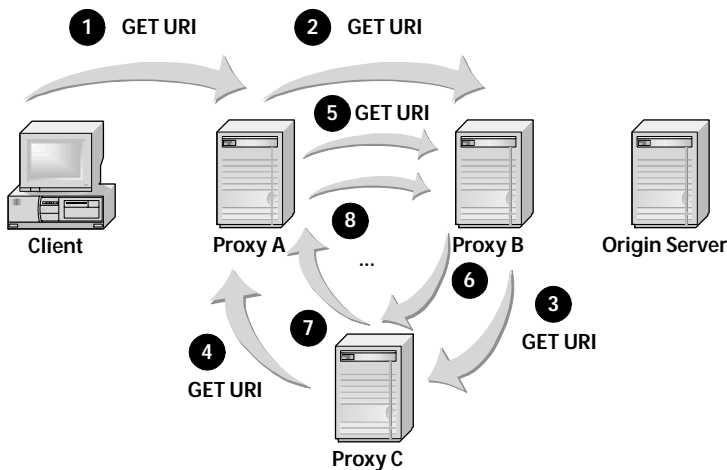 1 GET URI
2 GET URI
5 GET URI
Client
Proxy A
8
Proxy B
Origin Server
...
6
3
GET URI
7
4
GET URI
Proxy C